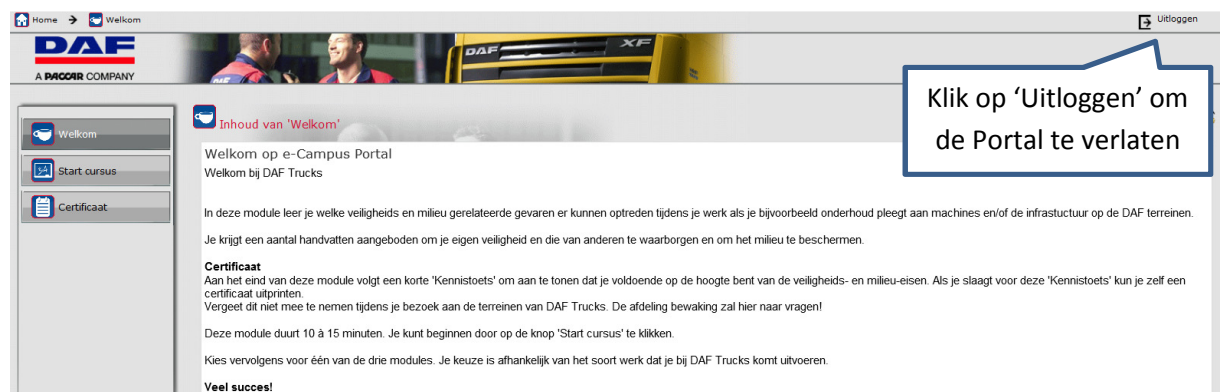 Home → Welkom
Uitloggen
DAF
A PACCAR COMPANY
DAF XF
Klik op ‘Uitloggen’ om
de Portal te verlaten
Welkom
Start cursus
Certificaat
Inhoud van 'Welkom'
Welkom op e-Campus Portal
Welkom bij DAF Trucks
In deze module leer je welke veiligheids en milieu gerelateerde gevaren er kunnen optreden tijdens je werk als je bijvoorbeeld onderhoud pleegt aan machines en/of de infrastuctuur op de DAF terreinen.
Je krijgt een aantal handvatten aangeboden om je eigen veiligheid en die van anderen te waarborgen en om het milieu te beschermen.
Certificaat
Aan het eind van deze module volgt een korte 'Kennistoets' om aan te tonen dat je voldoende op de hoogte bent van de veiligheids- en milieu-eisen. Als je slaagt voor deze 'Kennistoets' kun je zelf een
certificaat uitprinten.
Vergeet dit niet mee te nemen tijdens je bezoek aan de terreinen van DAF Trucks. De afdeling bewaking zal hier naar vragen!
Deze module duurt 10 à 15 minuten. Je kunt beginnen door op de knop 'Start cursus' te klikken.
Kies vervolgens voor één van de drie modules. Je keuze is afhankelijk van het soort werk dat je bij DAF Trucks komt uitvoeren.
Veel succes!